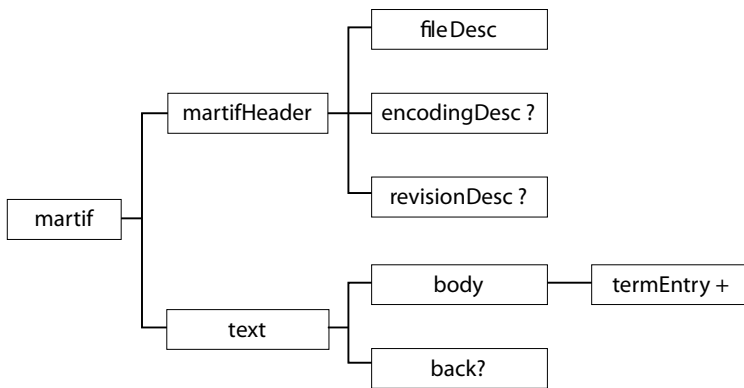 fileDesc
martifHeader
encodingDesc ?
revisionDesc ?
martif
body
termEntry +
text
back?